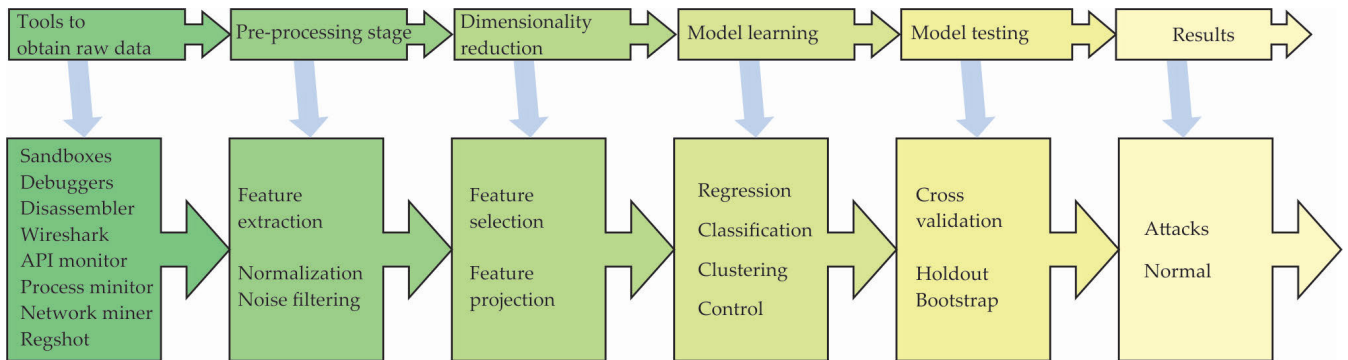 Tools to
obtain raw data
Pre-processing stage
Dimensionality
reduction
Model learning
Model testing
Results
Sandboxes
Debuggers
Disassembler
Wireshark
API monitor
Process minitor
Network miner
Regshot
Feature
extraction
Normalization
Noise filtering
Feature
selection
Feature
projection
Regression
Classification
Clustering
Control
Cross
validation
Holdout
Bootstrap
Attacks
Normal